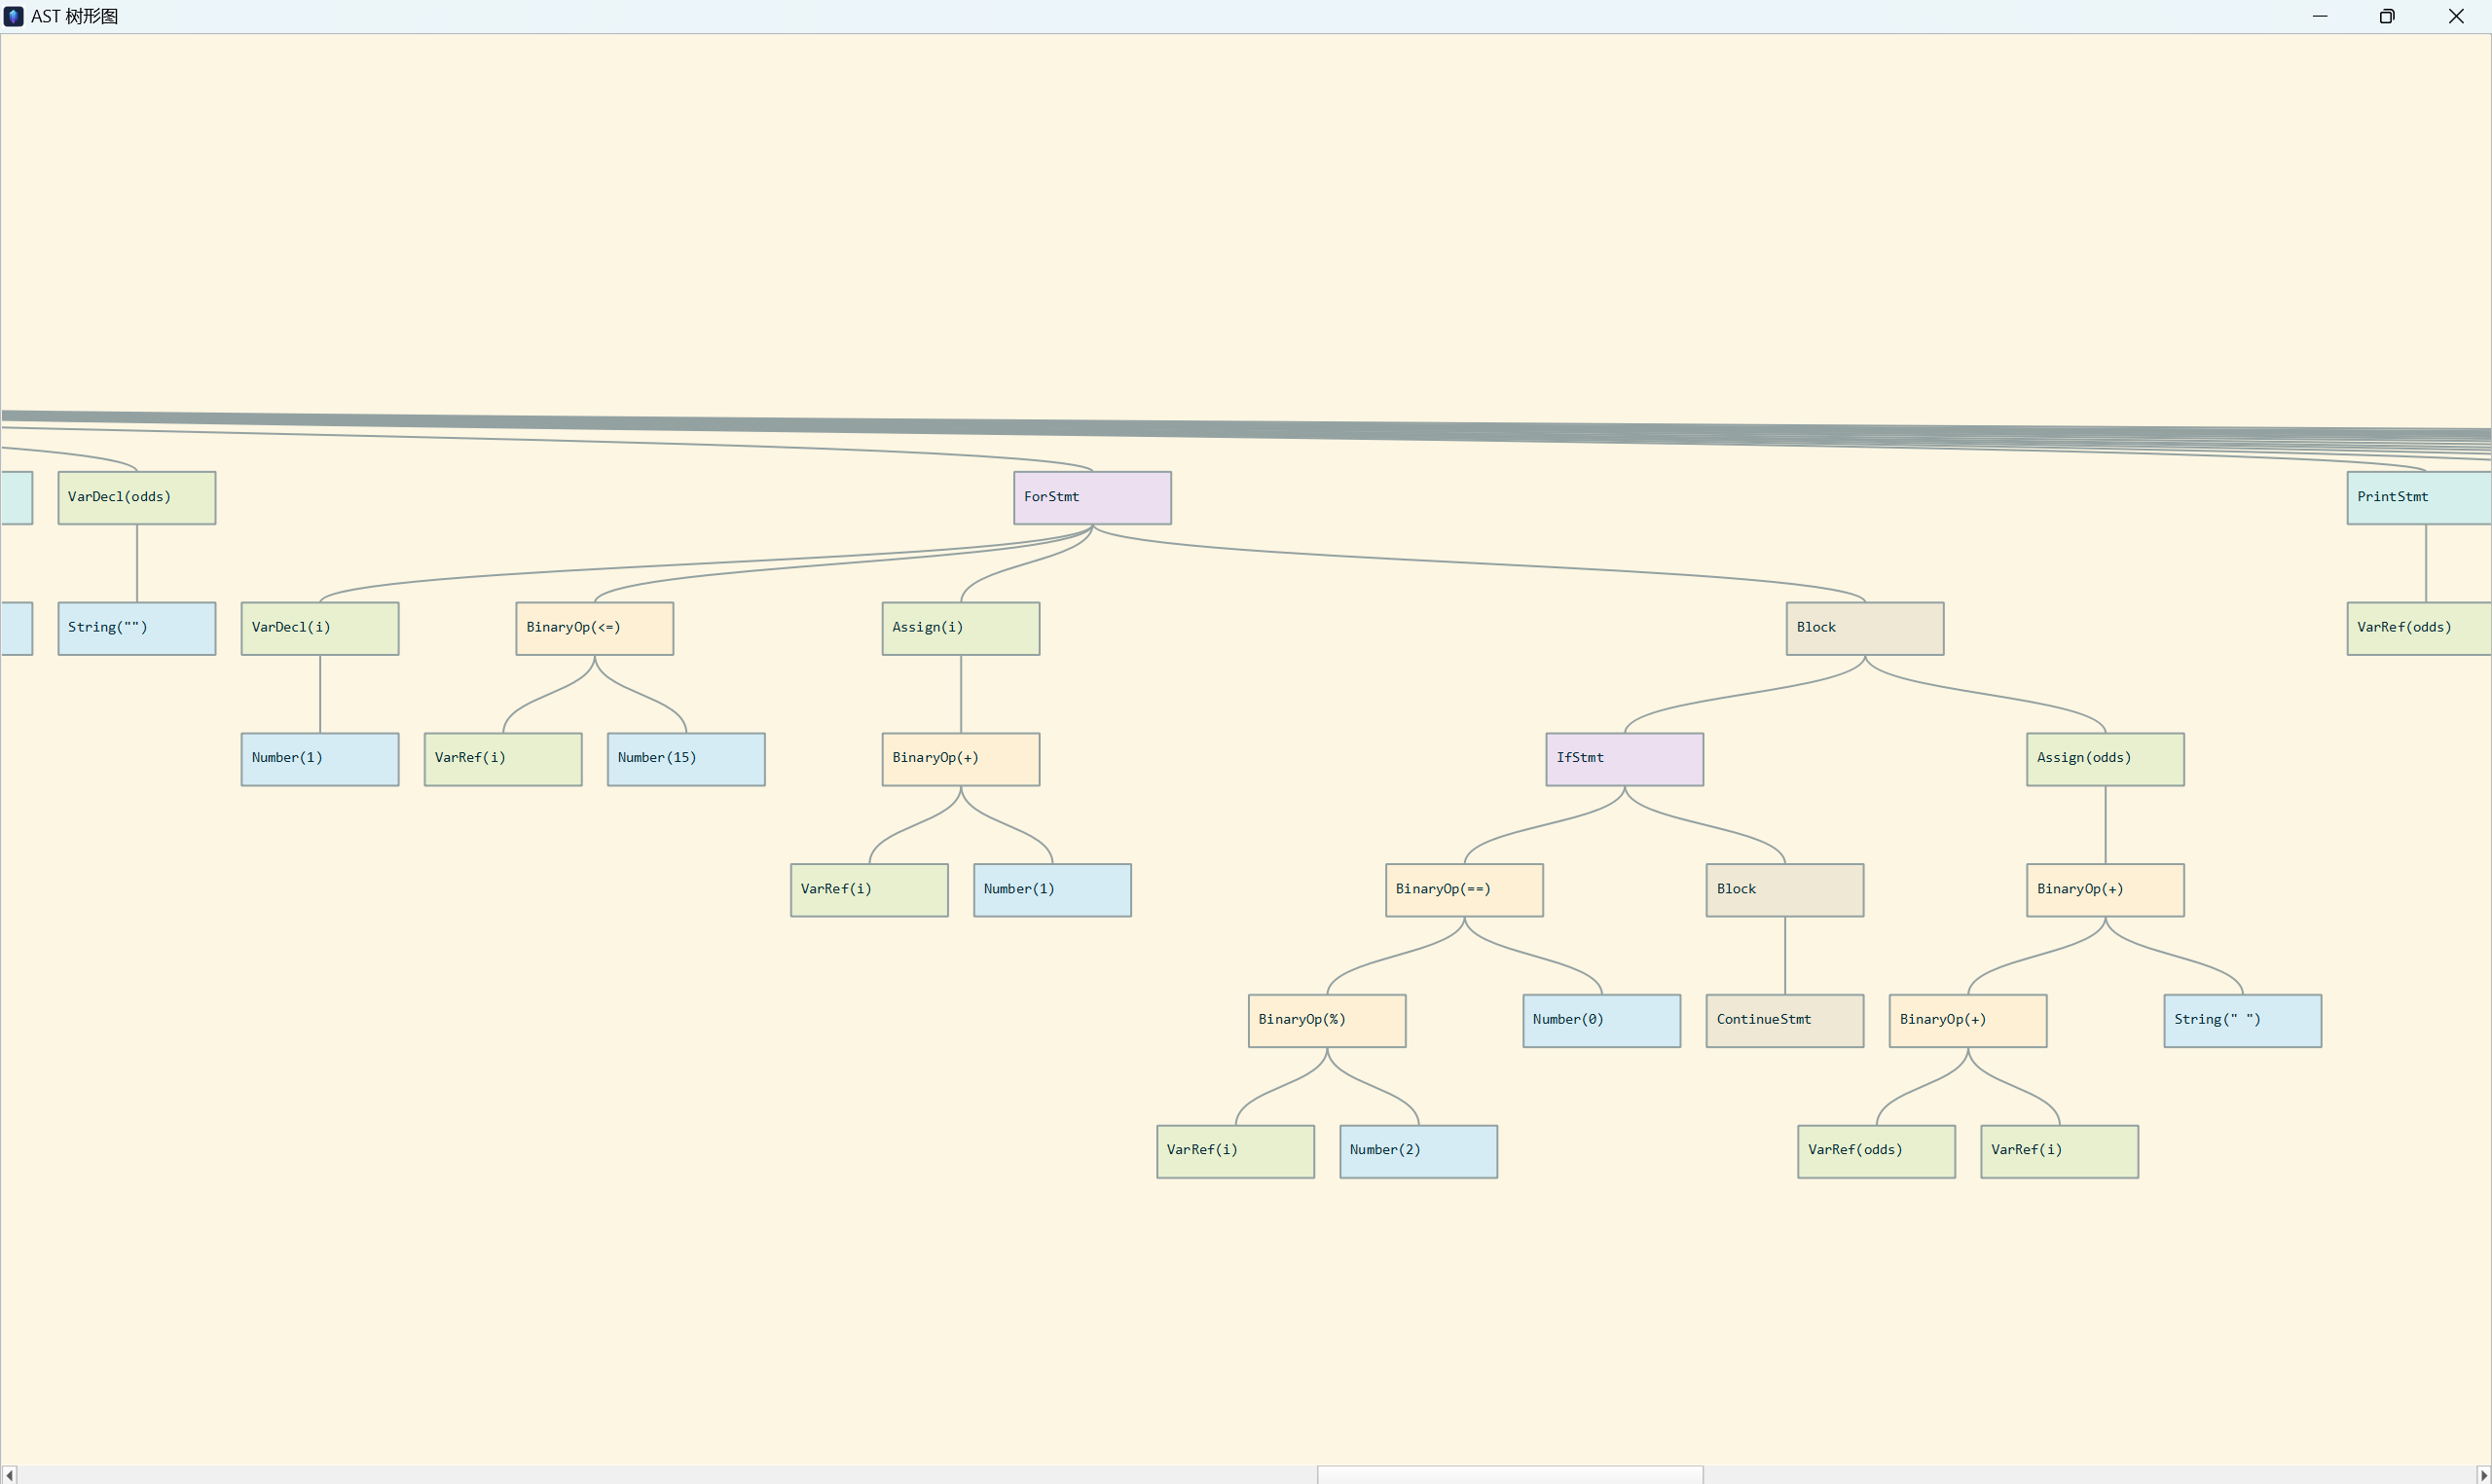 AST 树形图
VarDecl(odds)
ForStmt
PrintStmt
String("")
VarDecl(i)
BinaryOp(<=)
Assign(i)
Block
VarRef(odds)
Number(1)
VarRef(i)
Number(15)
BinaryOp(+)
IfStmt
Assign(odds)
VarRef(i)
Number(1)
BinaryOp(==)
Block
BinaryOp(+)
BinaryOp(%)
Number(0)
ContinueStmt
BinaryOp(+)
String(" ")
VarRef(i)
Number(2)
VarRef(odds)
VarRef(i)